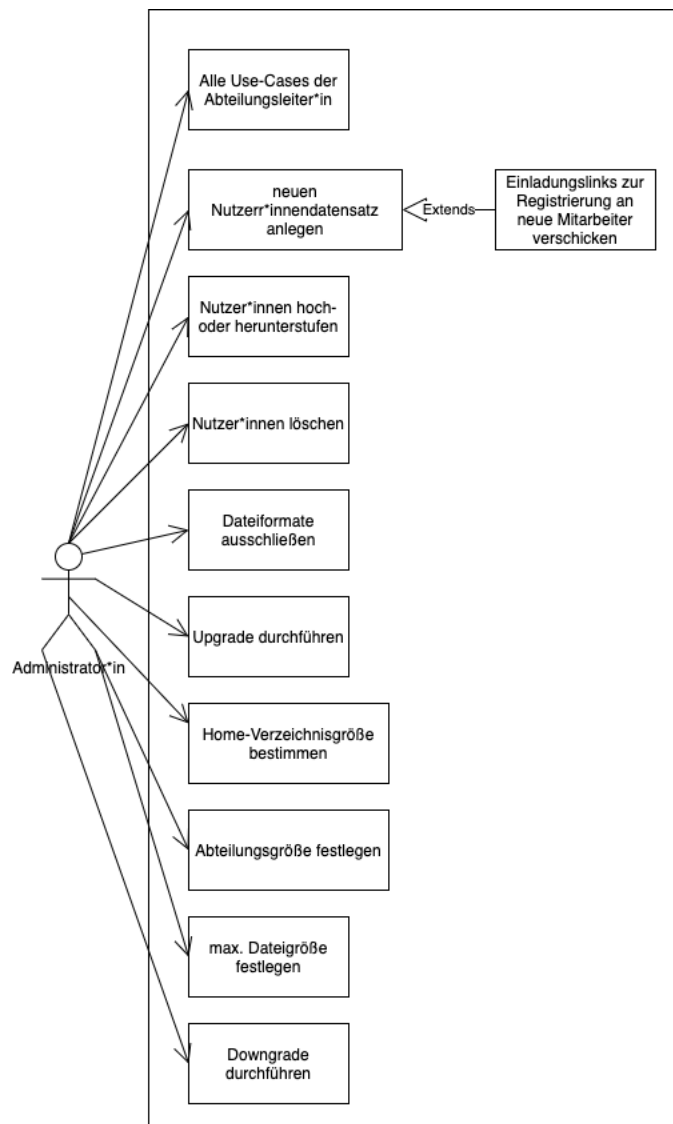 Alle Use-Cases der
Abteilungsleiter*in
neuen
Nutzerr*innendatensatz
anlegen
Extends
Einladungslinks zur
Registrierung an
neue Mitarbeiter
verschicken
Nutzer*innen hoch-
oder herunterstufen
Nutzer*innen löschen
Dateiformate
ausschließen
Upgrade durchführen
Administrator*in
Home-Verzeichnisgröße
bestimmen
Abteilungsgröße festlegen
max. Dateigröße
festlegen
Downgrade
durchführen